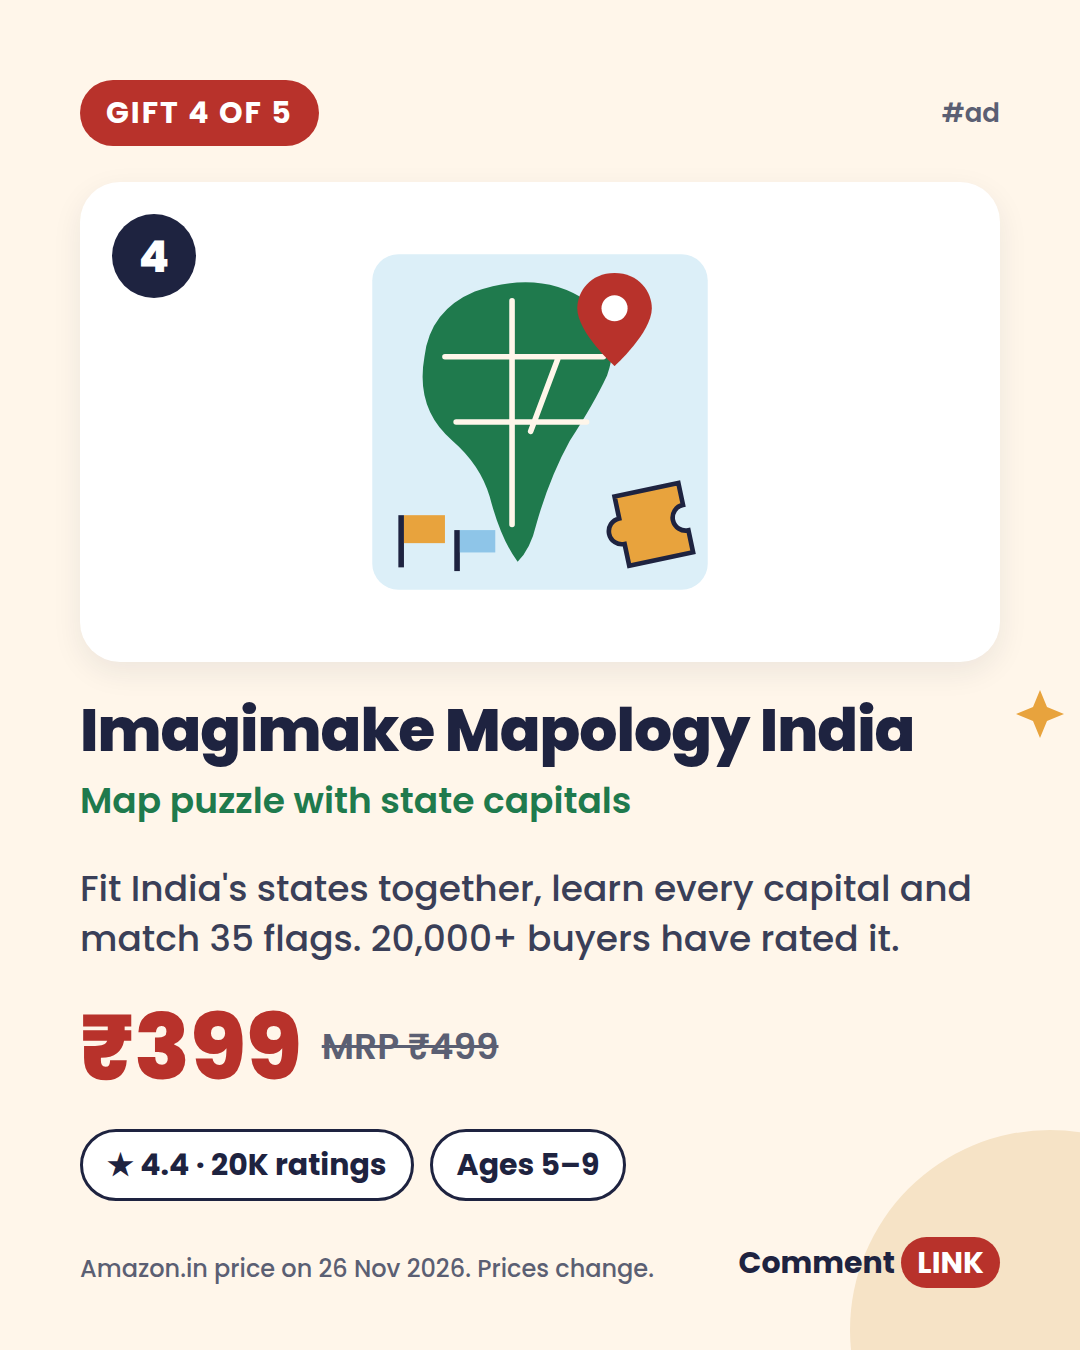 GIFT 4 OF 5
#ad
4
Imagimake Mapology India
Map puzzle with state capitals
Fit India's states together, learn every capital and
match 35 flags. 20,000+ buyers have rated it.
₹399 MRP ₹499
★ 4.4 · 20K ratings
Ages 5–9
Amazon.in price on 26 Nov 2026. Prices change.
Comment LINK